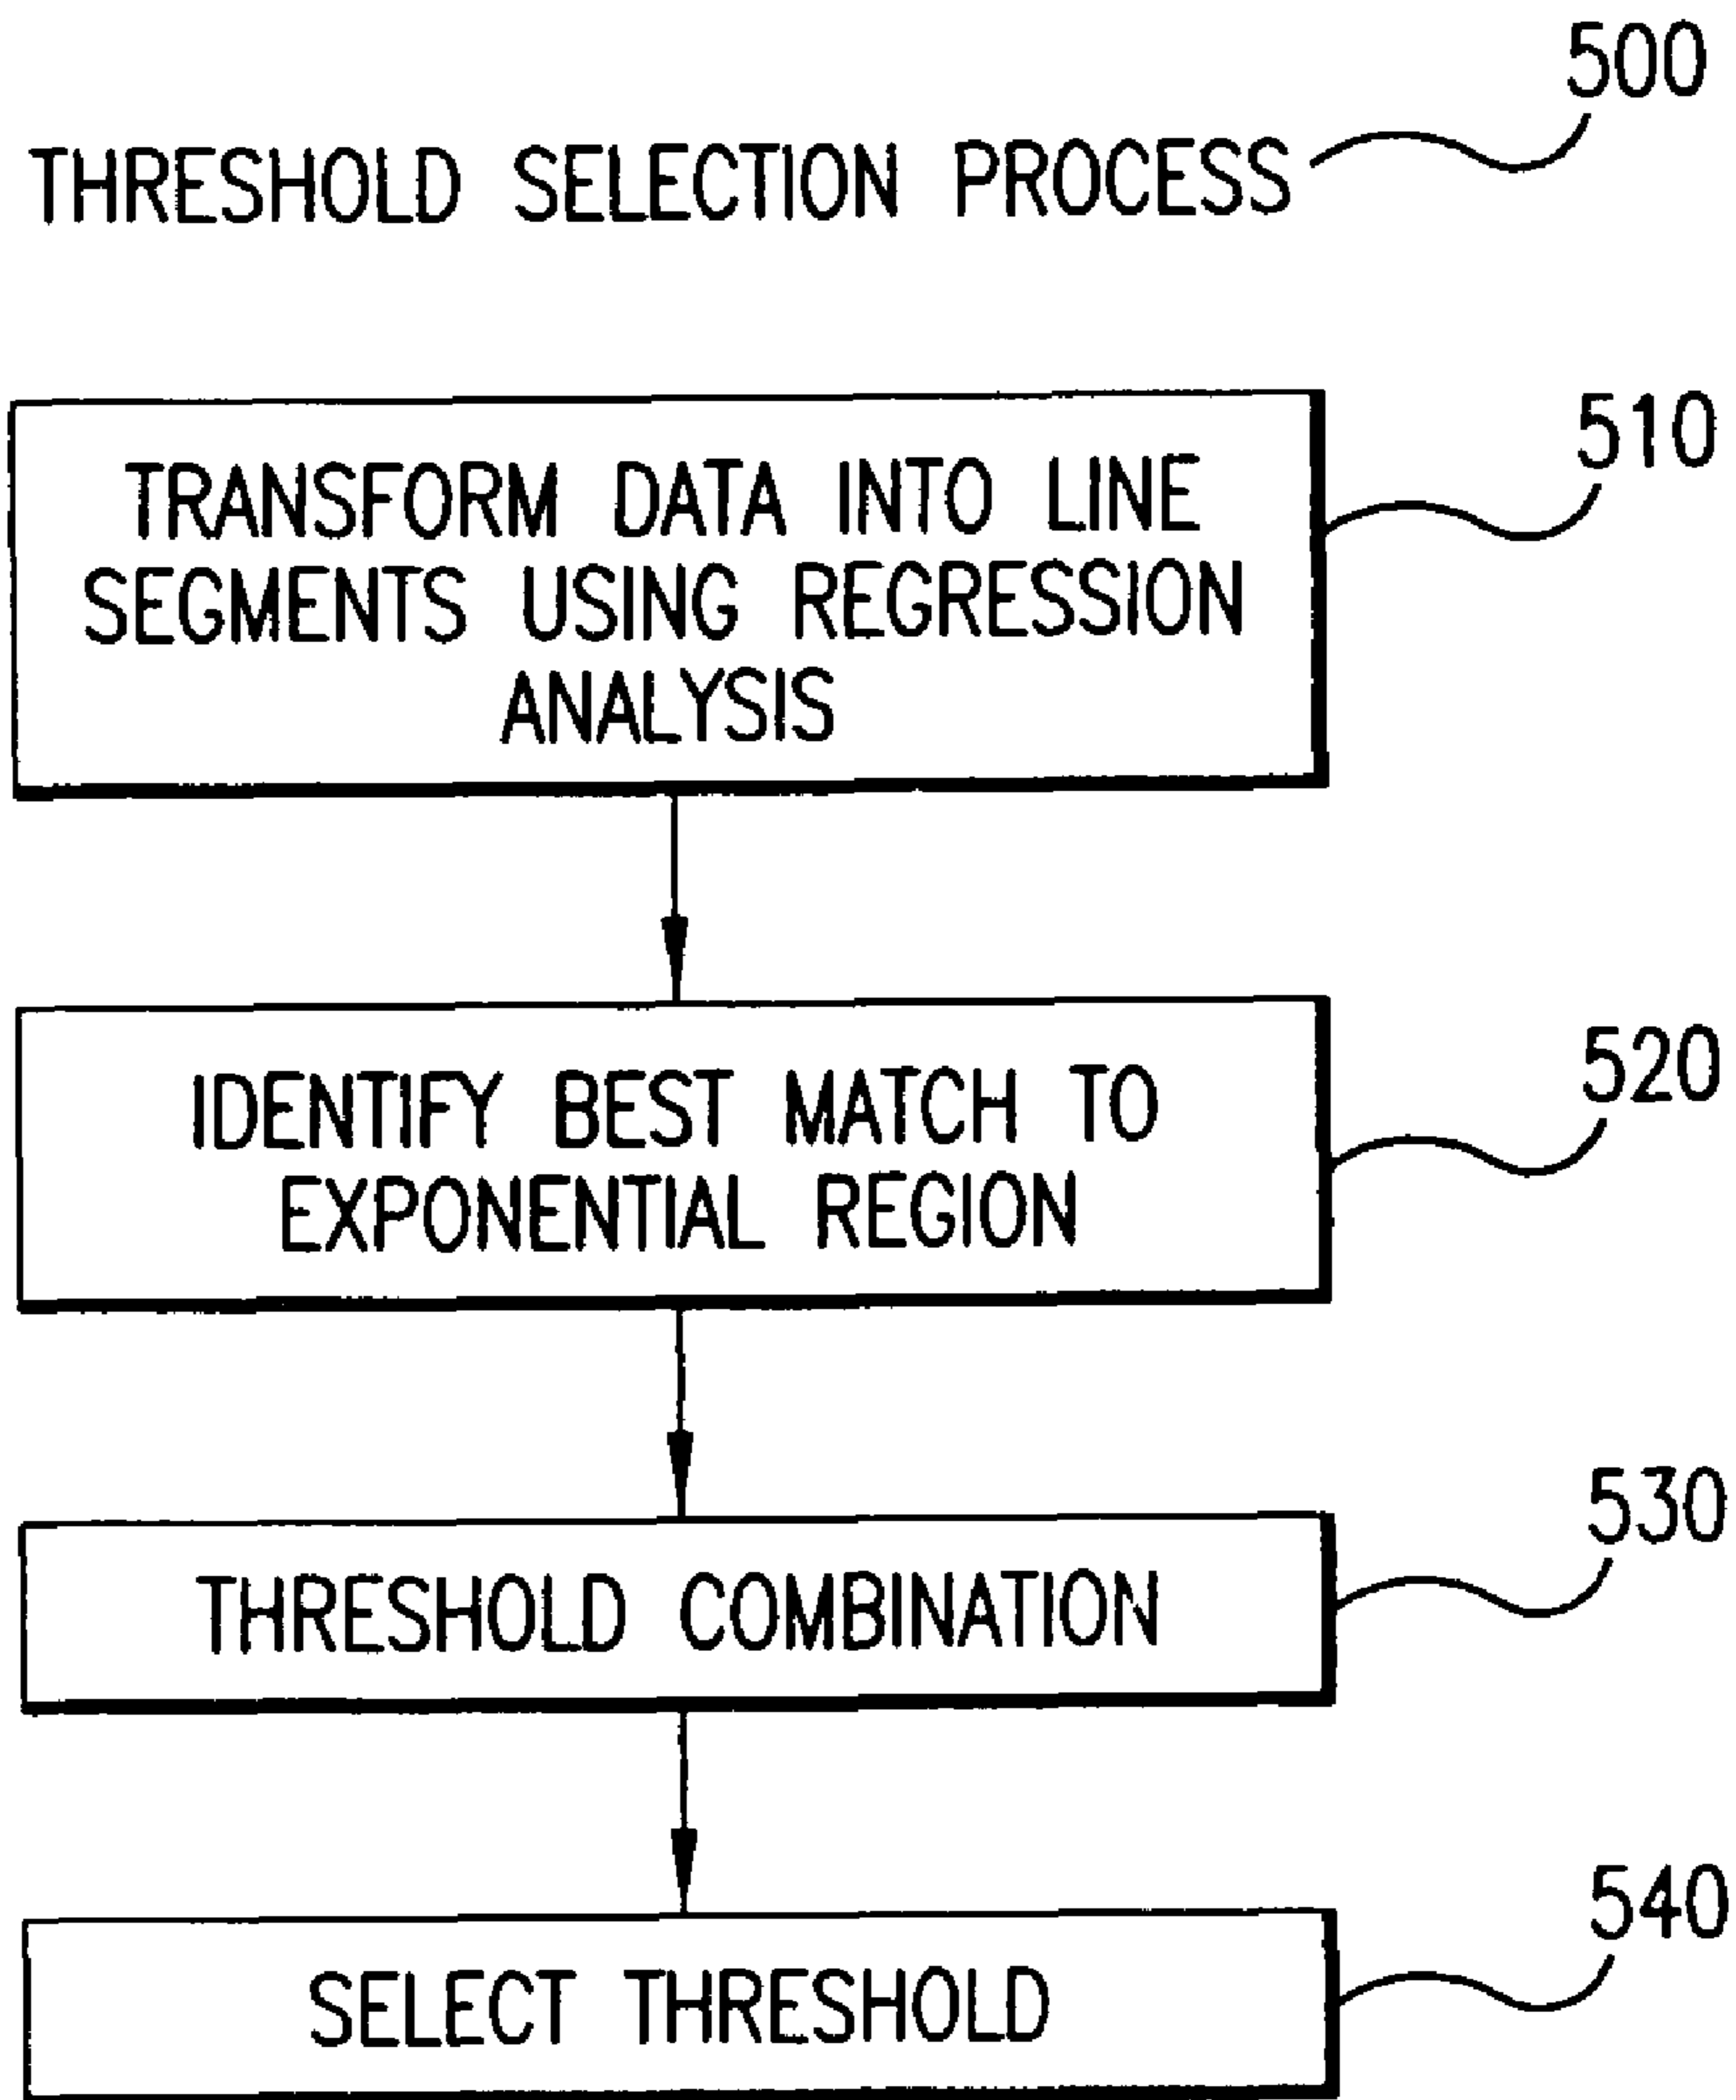 500
THRESHOLD SELECTION PROCESS
510
TRANSFORM DATA INTO LINE
SEGMENTS USING REGRESSION
ANALYSIS
520
IDENTIFY BEST MATCH TO
EXPONENTIAL REGION
530
THRESHOLD COMBINATION
540
SELECT THRESHOLD